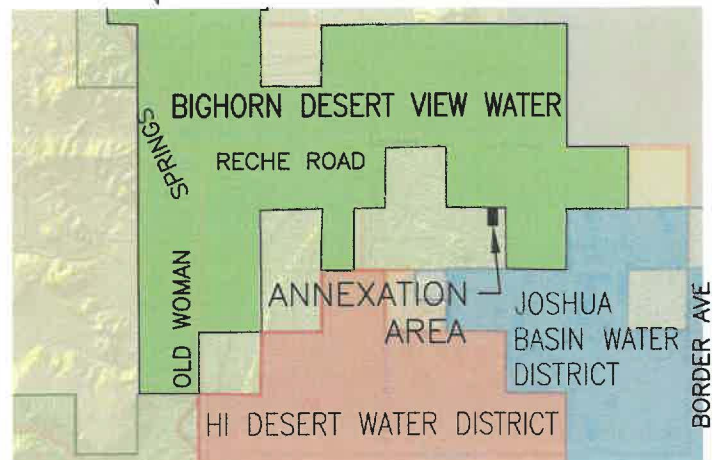 BIGHORN DESERT VIEW WATER
RECHE ROAD
OLD WOMAN SPRINGS
ANNEXATION
AREA
JOSHUA
BASIN WATER
DISTRICT
BORDER AVE
HI DESERT WATER DISTRICT